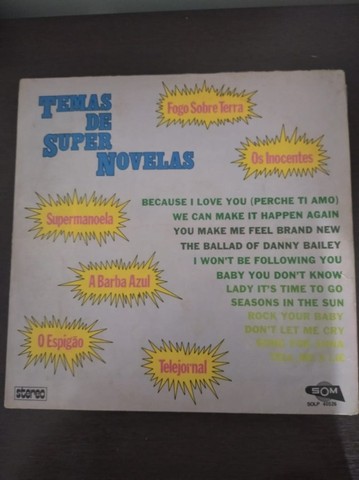 TEMAS
DE
SUPER
NOVELAS
Fogo Sobre Terra
Os Inocentes
Supermanoela
A Barba Azul
O Espigão
Telejornal
BECAUSE I LOVE YOU (PERCHE TI AMO)
WE CAN MAKE IT HAPPEN AGAIN
YOU MAKE ME FEEL BRAND NEW
THE BALLAD OF DANNY BAILEY
I WON'T BE FOLLOWING YOU
BABY YOU DON'T KNOW
LADY IT'S TIME TO GO
SEASONS IN THE SUN
ROCK YOUR BABY
DON'T LET ME CRY
stereo
SOM
SOLP